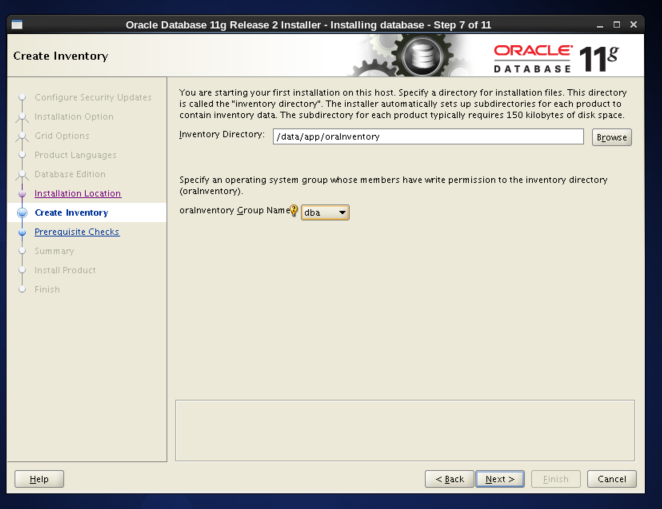 Oracle Database 11g Release 2 Installer - Installing database - Step 7 of 11
Create Inventory
ORACLE 11g
DATABASE
Configure Security Updates
Installation Option
Grid Options
Product Languages
Database Edition
Installation Location
Create Inventory
Prerequisite Checks
Summary
Install Product
Finish
You are starting your first installation on this host. Specify a directory for installation files. This directory
is called the "inventory directory". The installer automatically sets up subdirectories for each product to
contain inventory data. The subdirectory for each product typically requires 150 kilobytes of disk space.
Inventory Directory: /data/app/oraInventory Browse
Specify an operating system group whose members have write permission to the inventory directory
(oraInventory).
oraInventory Group Name dba
Help < Back Next > Finish Cancel